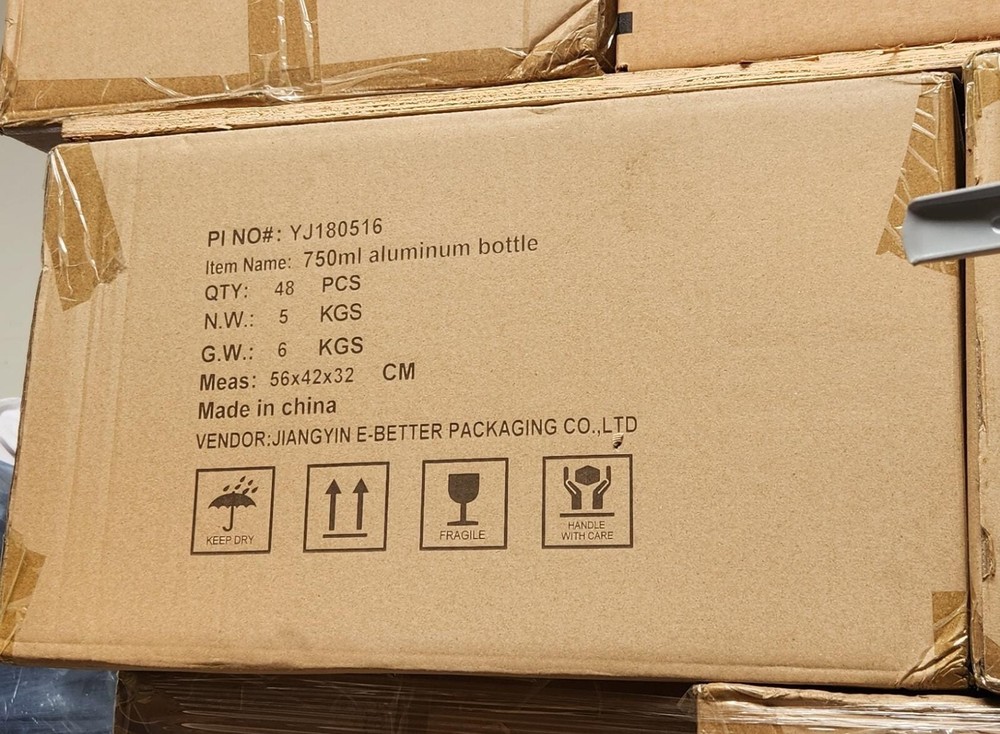 PI NO#: YJ180516
Item Name: 750ml aluminum bottle
QTY: 48 PCS
N.W.: 5 KGS
G.W.: 6 KGS
Meas: 56x42x32 CM
Made in china
VENDOR:JIANGYIN E-BETTER PACKAGING CO.,LTD
KEEP DRY
FRAGILE
HANDLE
WITH CARE